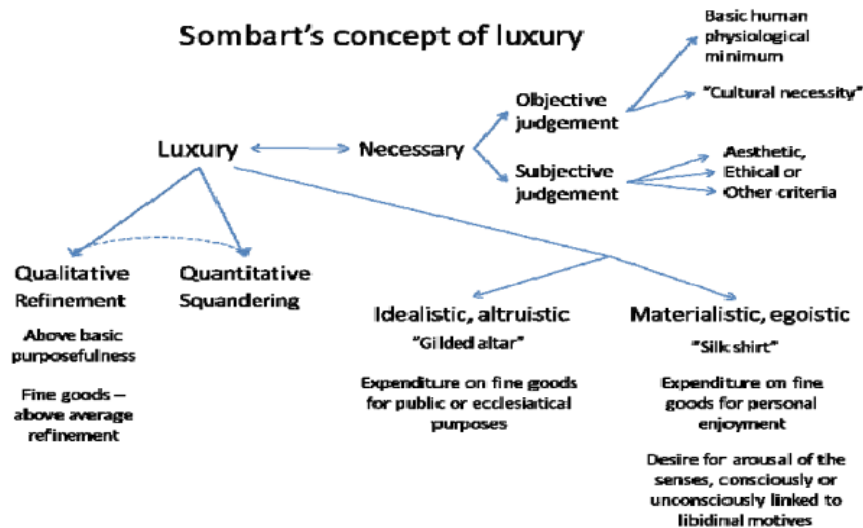 Sombart's concept of luxury
Basic human
physiological
minimum
"Cultural necessity"
Objective
judgement
Luxury
Necessary
Subjective
judgement
Aesthetic,
Ethical or
Other criteria
Qualitative
Refinement
Above basic
purposefulness
Fine goods –
above average
refinement
Quantitative
Squandering
Idealistic, altruistic
"Gilded altar"
Expenditure on fine goods
for public or ecclesiatical
purposes
Materialistic, egoistic
"Silk shirt"
Expenditure on fine
goods for personal
enjoyment
Desire for arousal of the
senses, consciously or
unconsciously linked to
libidinal motives